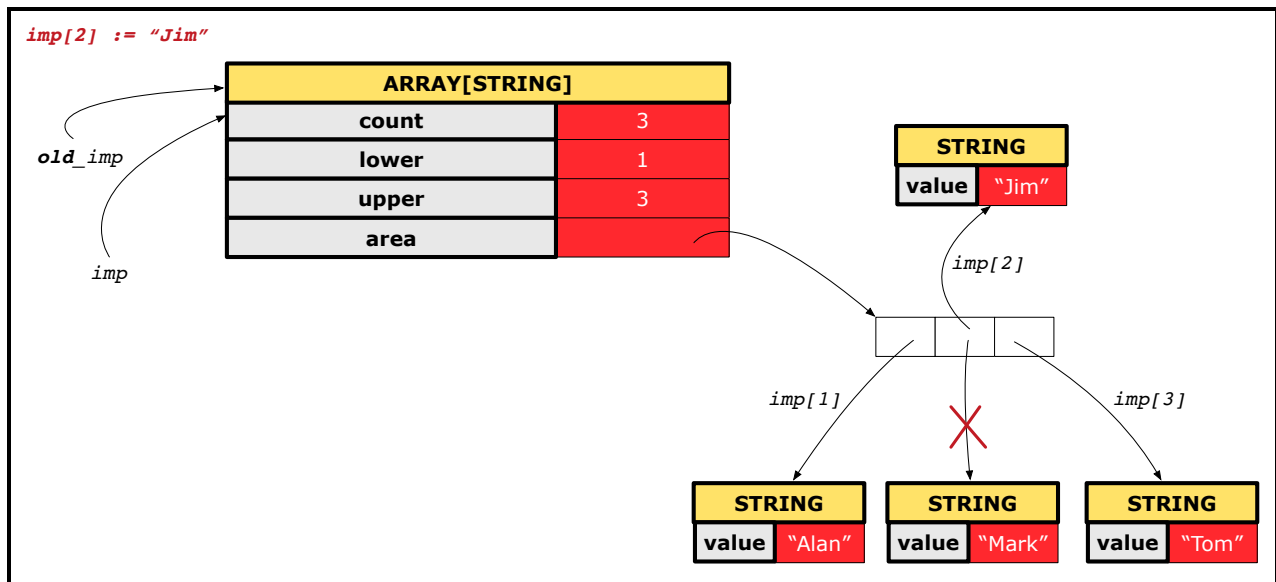 imp[2] := “Jim”
ARRAY[STRING]
count 3
lower 1
upper 3
area
old_imp
imp
STRING
value “Jim”
imp[2]
imp[1]
imp[3]
STRING STRING STRING
value “Alan” value “Mark” value “Tom”